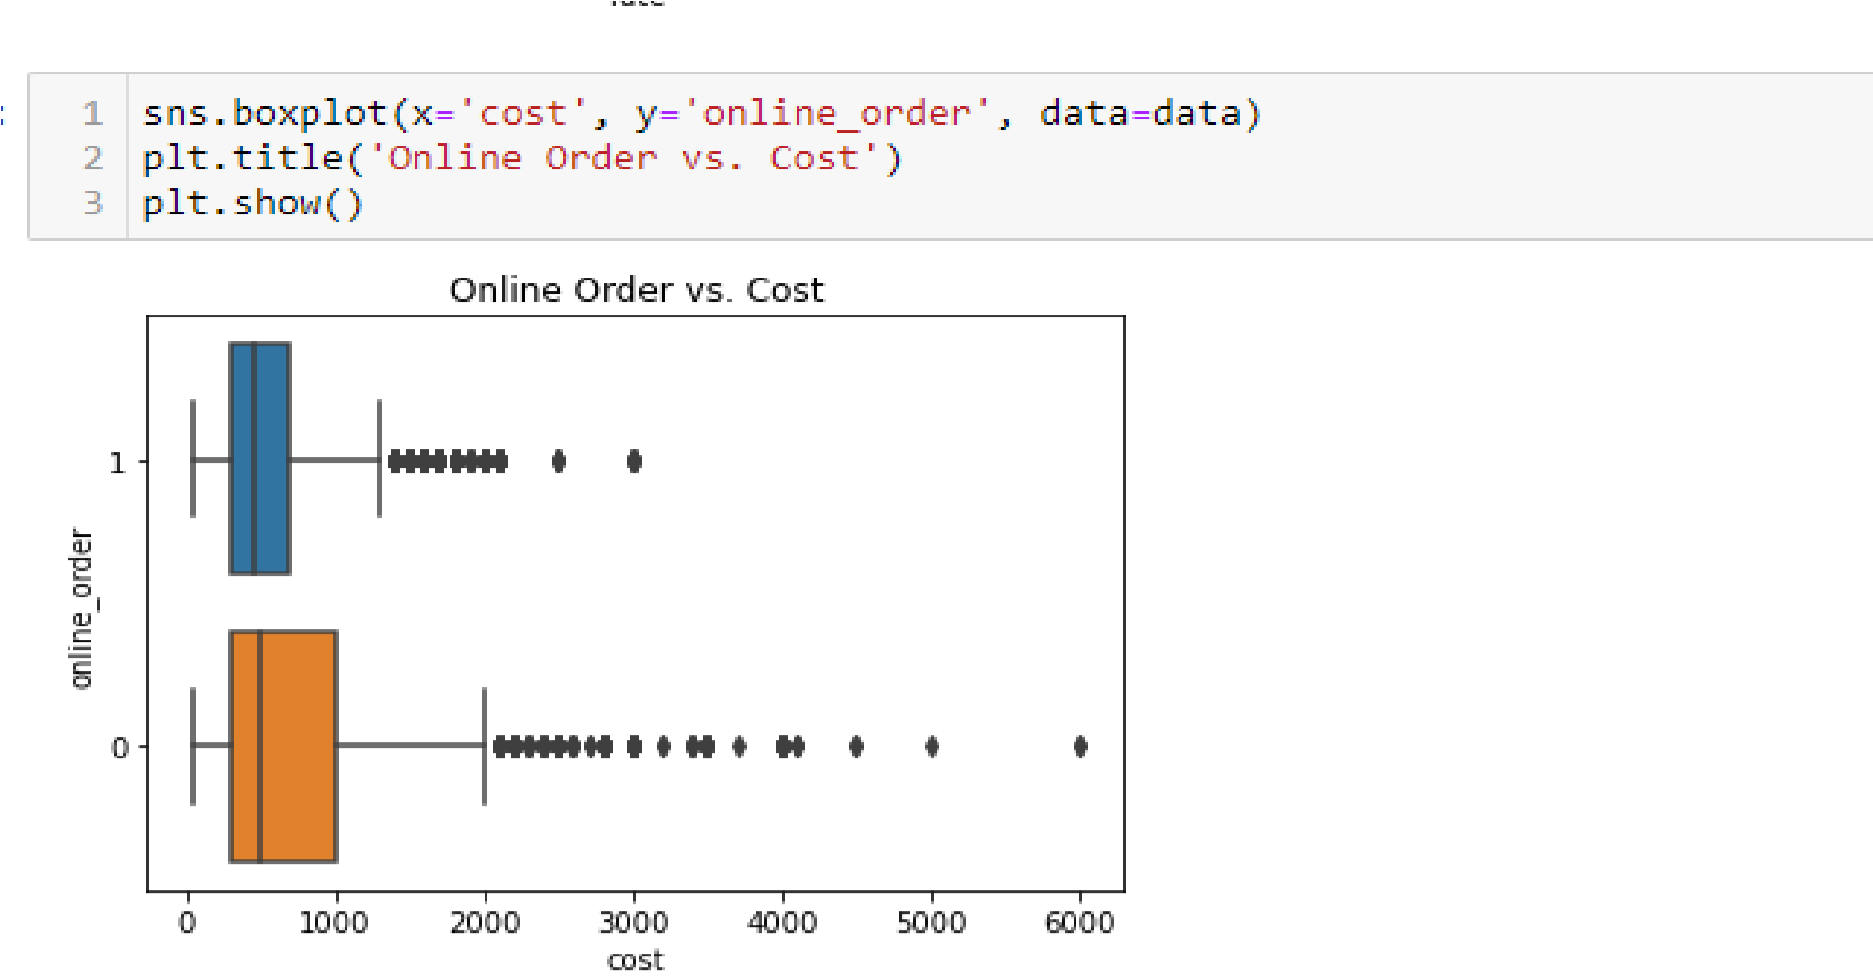 1 sns.boxplot(x='cost', y='online_order', data=data)
2 plt.title('Online Order vs. Cost')
3 plt.show()
Online Order vs. Cost
1
online_order
0
0 1000 2000 3000 4000 5000 6000
cost